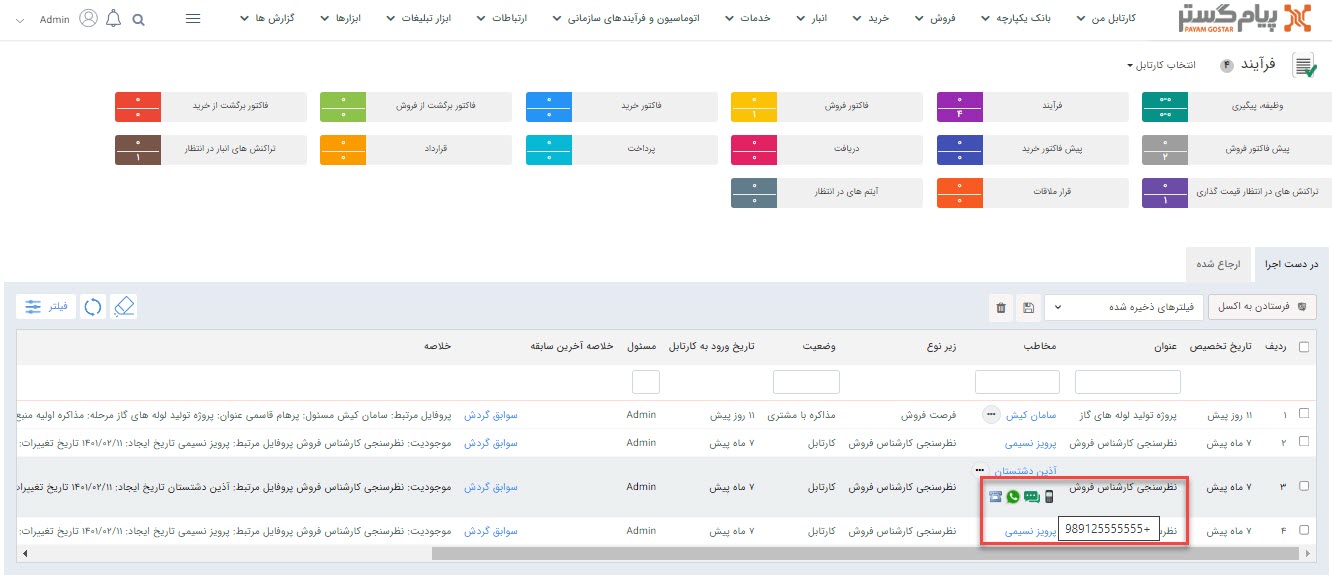 پیام گستر
PAYAM GOSTAR
کارتابل من
بانک یکپارچه
فروش
خرید
انبار
خدمات
اتوماسیون و فرآیندهای سازمانی
ارتباطات
ابزار تبلیغات
ابزارها
گزارش ها
Admin
فرآیند ۴ انتخاب کارتابل
وظیفه، پیگیری ۰-۰ ۰-۰
فرآیند ۰ ۴
فاکتور فروش ۰ ۱
فاکتور خرید ۰ ۰
فاکتور برگشت از فروش ۰ ۰
فاکتور برگشت از خرید ۰ ۰
پیش فاکتور فروش ۰ ۲
پیش فاکتور خرید ۰ ۰
دریافت ۰ ۰
پرداخت ۰ ۰
قرارداد ۰ ۰
تراکنش های انبار در انتظار ۰ ۱
تراکنش های در انتظار قیمت گذاری ۰ ۱
قرار ملاقات ۰ ۰
آیتم های در انتظار ۰ ۰
در دست اجرا
ارجاع شده
فرستادن به اکسل
فیلترهای ذخیره شده
فیلتر
ردیف تاریخ تخصیص عنوان مخاطب زیر نوع وضعیت تاریخ ورود به کارتابل مسئول خلاصه آخرین سابقه خلاصه
۱ ۱۱ روز پیش پروژه تولید لوله های گاز سامان کیش فرصت فروش مذاکره با مشتری ۱۱ روز پیش Admin سوابق گردش پروفایل مرتبط: سامان کیش مسئول: پرهام قاسمی عنوان: پروژه تولید لوله های گاز مرحله: مذاکره اولیه منبع
۲ ۷ ماه پیش نظرسنجی کارشناس فروش پرویز نسیمی نظرسنجی کارشناس فروش کارتابل ۷ ماه پیش Admin سوابق گردش موجودیت: نظرسنجی کارشناس فروش پروفایل مرتبط: پرویز نسیمی تاریخ ایجاد: ۱۴۰۱/۰۲/۱۱ تاریخ تغییرات:
آذین دشتستان
۳ ۷ ماه پیش نظرسنجی کارشناس فروش نظرسنجی کارشناس فروش کارتابل ۷ ماه پیش Admin سوابق گردش موجودیت: نظرسنجی کارشناس فروش پروفایل مرتبط: آذین دشتستان تاریخ ایجاد: ۱۴۰۱/۰۲/۱۱ تاریخ تغییرات
989125555555+
۴ ۷ ماه پیش نظرس پرویز نسیمی نظرسنجی کارشناس فروش کارتابل ۷ ماه پیش Admin سوابق گردش موجودیت: نظرسنجی کارشناس فروش پروفایل مرتبط: پرویز نسیمی تاریخ ایجاد: ۱۴۰۱/۰۲/۱۱ تاریخ تغییرات: